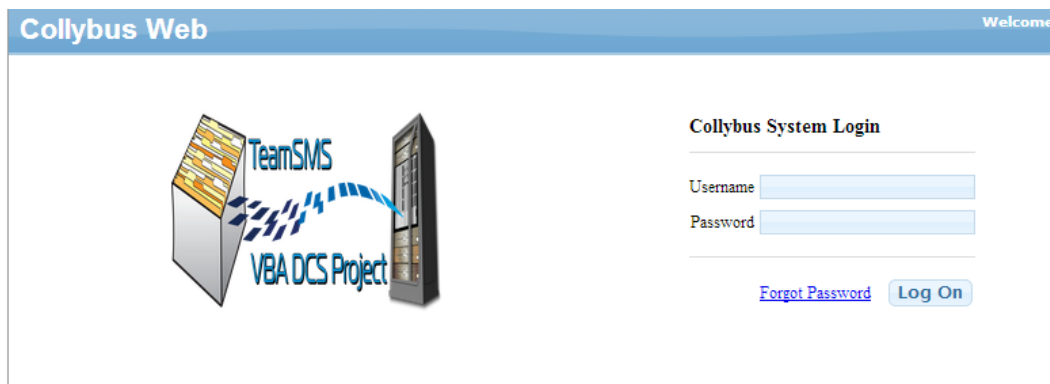 Collybus Web
Welcome
TeamSMS
VBA DCS Project
Collybus System Login
Username
Password
Forgot Password
Log On